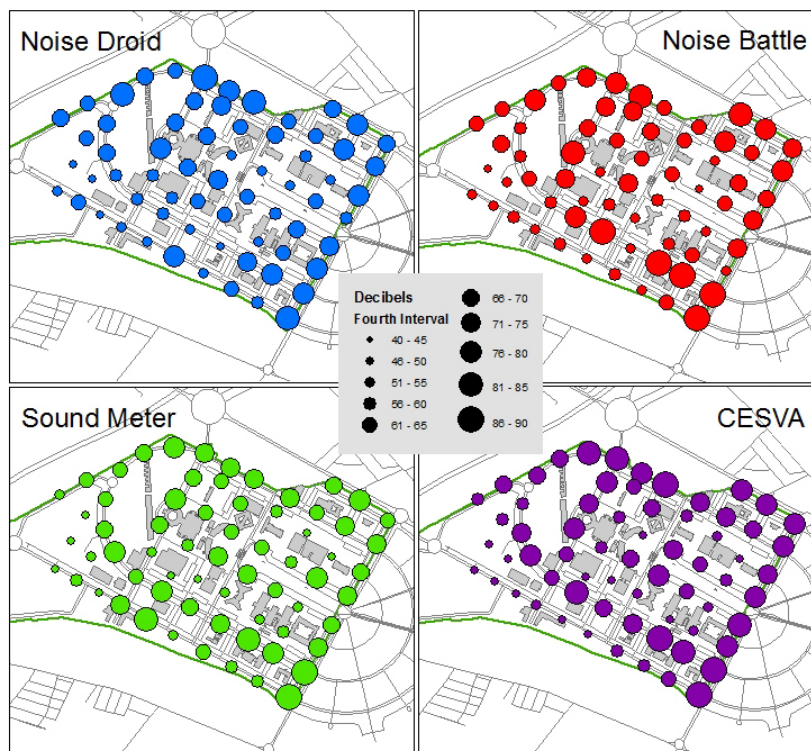 Noise Droid
Noise Battle
Decibels
Fourth Interval
40 - 45
46 - 50
51 - 55
56 - 60
61 - 65
66 - 70
71 - 75
76 - 80
81 - 85
86 - 90
Sound Meter
CESVA